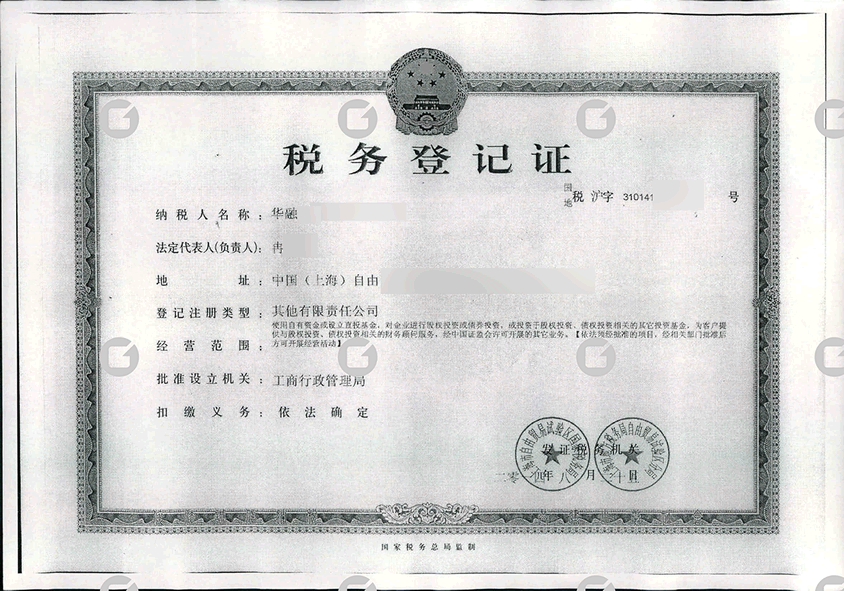 税务登记证
国
地 税 沪字 310141 号
纳税人名称：华融
法定代表人(负责人)：冉
地 址：中国（上海）自由
登记注册类型：其他有限责任公司
使用自有资金或设立直投基金，对企业进行股权投资或债券投资，或投资于股权投资、债权投资相关的其它投资基金，为客户提
供与股权投资、债权投资相关的财务顾问服务，经中国证监会许可开展的其它业务。【依法须经批准的项目，经相关部门批准后
方可开展经营活动】
经营范围：
批准设立机关：工商行政管理局
扣缴义务：依法确定
发证税务机关
四年八月二十
国家税务总局监制